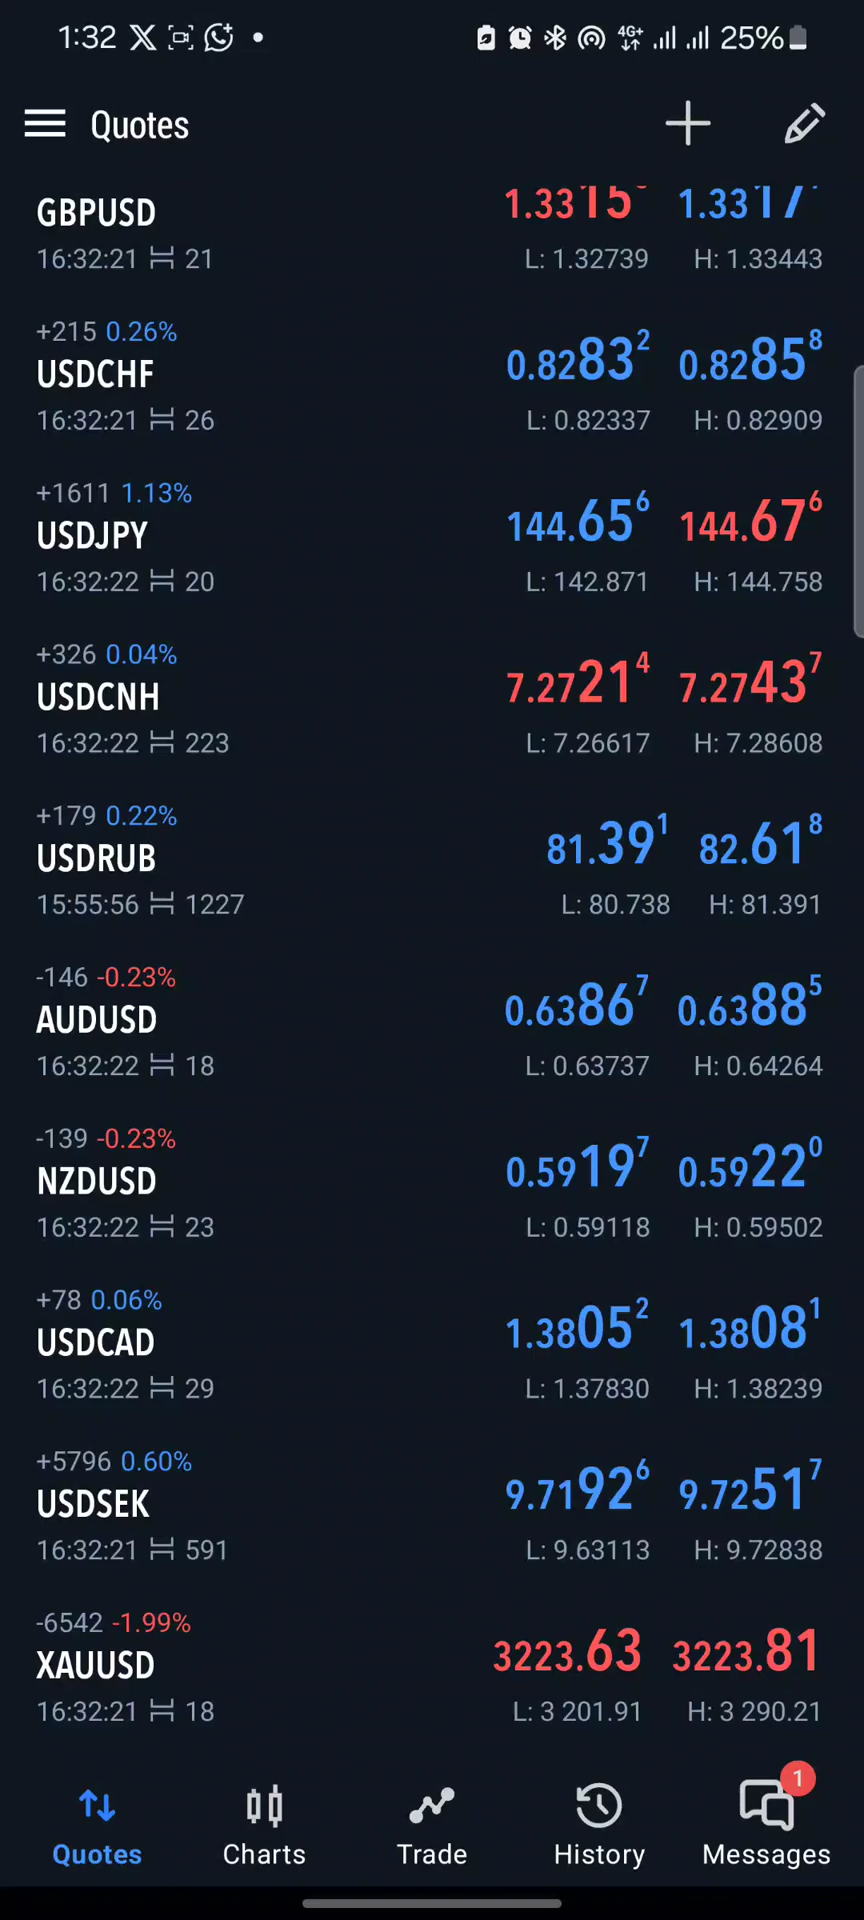 1:32 4G+ 25%
Quotes
GBPUSD 1.3315 1.3317
16:32:21 21 L: 1.32739 H: 1.33443
+215 0.26%
USDCHF 0.82832 0.82858
16:32:21 26 L: 0.82337 H: 0.82909
+1611 1.13%
USDJPY 144.656 144.676
16:32:22 20 L: 142.871 H: 144.758
+326 0.04%
USDCNH 7.27214 7.27437
16:32:22 223 L: 7.26617 H: 7.28608
+179 0.22%
USDRUB 81.391 82.618
15:55:56 1227 L: 80.738 H: 81.391
-146 -0.23%
AUDUSD 0.63867 0.63885
16:32:22 18 L: 0.63737 H: 0.64264
-139 -0.23%
NZDUSD 0.59197 0.59220
16:32:22 23 L: 0.59118 H: 0.59502
+78 0.06%
USDCAD 1.38052 1.38081
16:32:22 29 L: 1.37830 H: 1.38239
+5796 0.60%
USDSEK 9.71926 9.72517
16:32:21 591 L: 9.63113 H: 9.72838
-6542 -1.99%
XAUUSD 3223.63 3223.81
16:32:21 18 L: 3 201.91 H: 3 290.21
1
Quotes Charts Trade History Messages